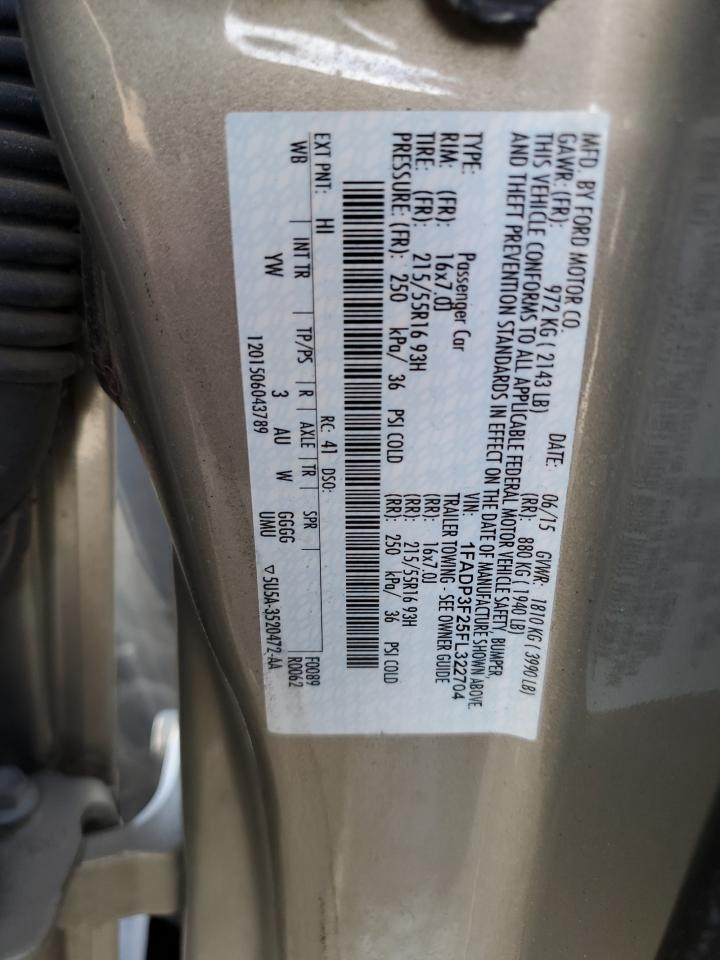 MFD. BY FORD MOTOR CO.
DATE: 06/15 GVWR: 1810 KG ( 3990 LB)
GAWR: (FR): 972 KG ( 2143 LB) (RR): 880 KG ( 1940 LB)
THIS VEHICLE CONFORMS TO ALL APPLICABLE FEDERAL MOTOR VEHICLE SAFETY, BUMPER,
AND THEFT PREVENTION STANDARDS IN EFFECT ON THE DATE OF MANUFACTURE SHOWN ABOVE.
VIN: 1FADP3F25FL322704
TYPE: Passenger Car TRAILER TOWING - SEE OWNER GUIDE
RIM: (FR): 16x7.0J (RR): 16x7.0J
TIRE: (FR): 215/55R16 93H (RR): 215/55R16 93H
PRESSURE: (FR): 250 kPa/ 36 PSI COLD (RR): 250 kPa/ 36 PSI COLD
EXT PNT: HI RC: 41 DSO: F0089
WB INT TR TP/PS R AXLE TR SPR R0062
YW 3 AU W GGGG
UMU
1201506043789 ▽ 5U5A-3520472-AA